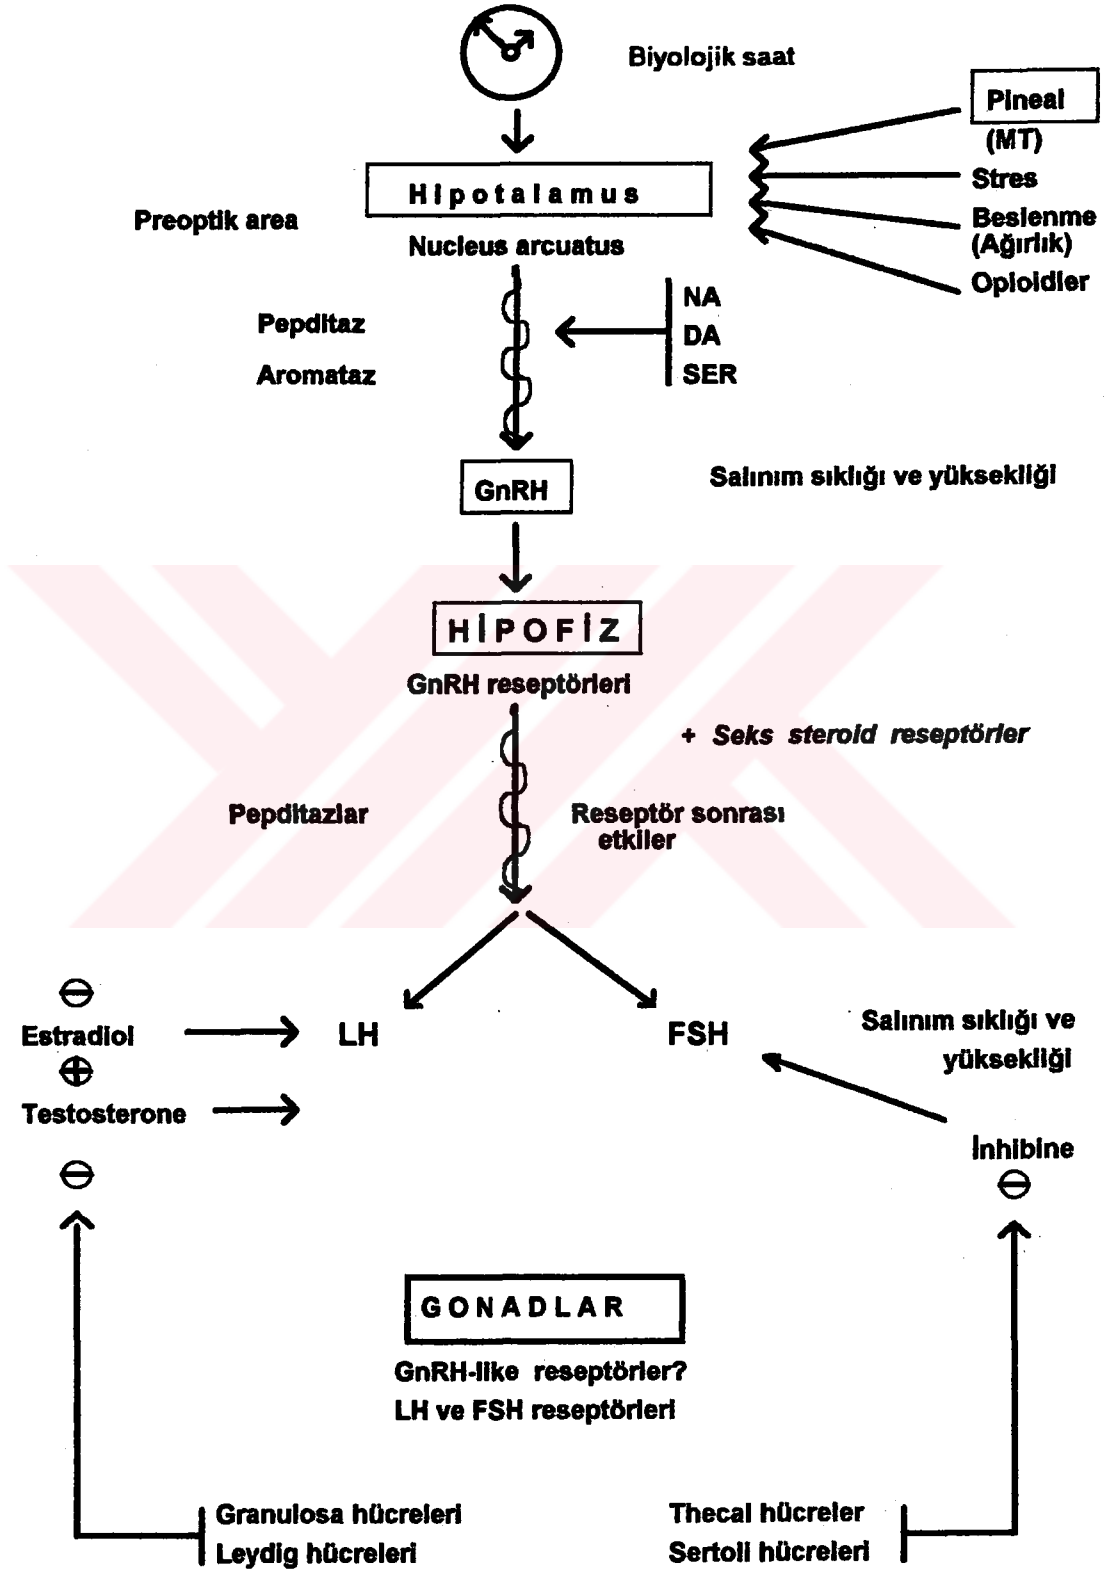 Biyolojik saat
Pineal
(MT)
Stres
Beslenme
(Ağırlık)
Opioidler
Hipotalamus
Preoptik area
Nucleus arcuatus
NA
DA
SER
Pepditaz
Aromataz
GnRH
Salınım sıklığı ve yüksekliği
HİPOFİZ
GnRH reseptörleri
+ Seks steroid reseptörler
Pepditazlar
Reseptör sonrası
etkiler
Estradiol
LH
FSH
Salınım sıklığı ve
yüksekliği
Testosterone
İnhibine
GONADLAR
GnRH-like reseptörler?
LH ve FSH reseptörleri
Granulosa hücreleri
Leydig hücreleri
Thecal hücreler
Sertoli hücreleri